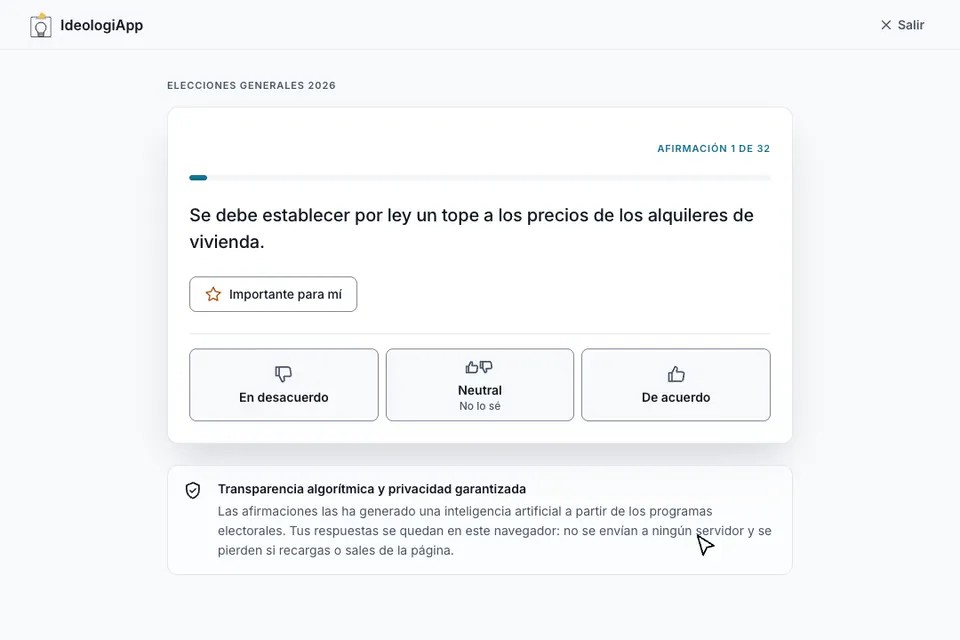 IdeologiApp
Salir
ELECCIONES GENERALES 2026
AFIRMACIÓN 1 DE 32
Se debe establecer por ley un tope a los precios de los alquileres de
vivienda.
Importante para mí
En desacuerdo
Neutral
No lo sé
De acuerdo
Transparencia algorítmica y privacidad garantizada
Las afirmaciones las ha generado una inteligencia artificial a partir de los programas
electorales. Tus respuestas se quedan en este navegador: no se envían a ningún servidor y se
pierden si recargas o sales de la página.